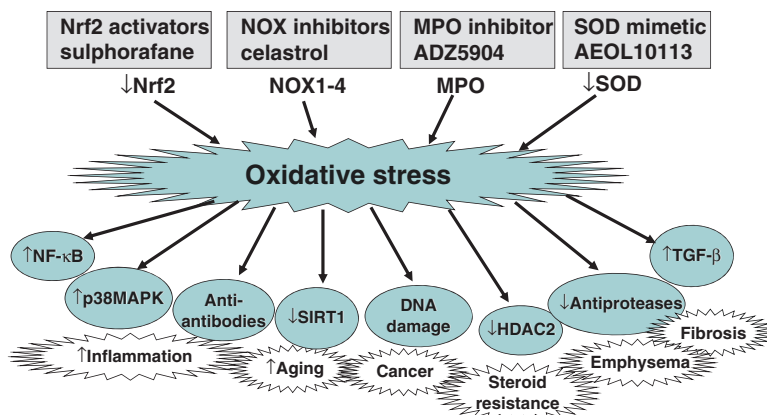 Nrf2 activators
sulphorafane
NOX inhibitors
celastrol
MPO inhibitor
ADZ5904
SOD mimetic
AEOL10113
↓Nrf2
NOX1-4
MPO
↓SOD
Oxidative stress
↑NF-κB
↑p38MAPK
Anti-
antibodies
↓SIRT1
DNA
damage
↓HDAC2
↓Antiproteases
↑TGF-β
↑Inflammation
↑Aging
Cancer
Steroid
resistance
Emphysema
Fibrosis